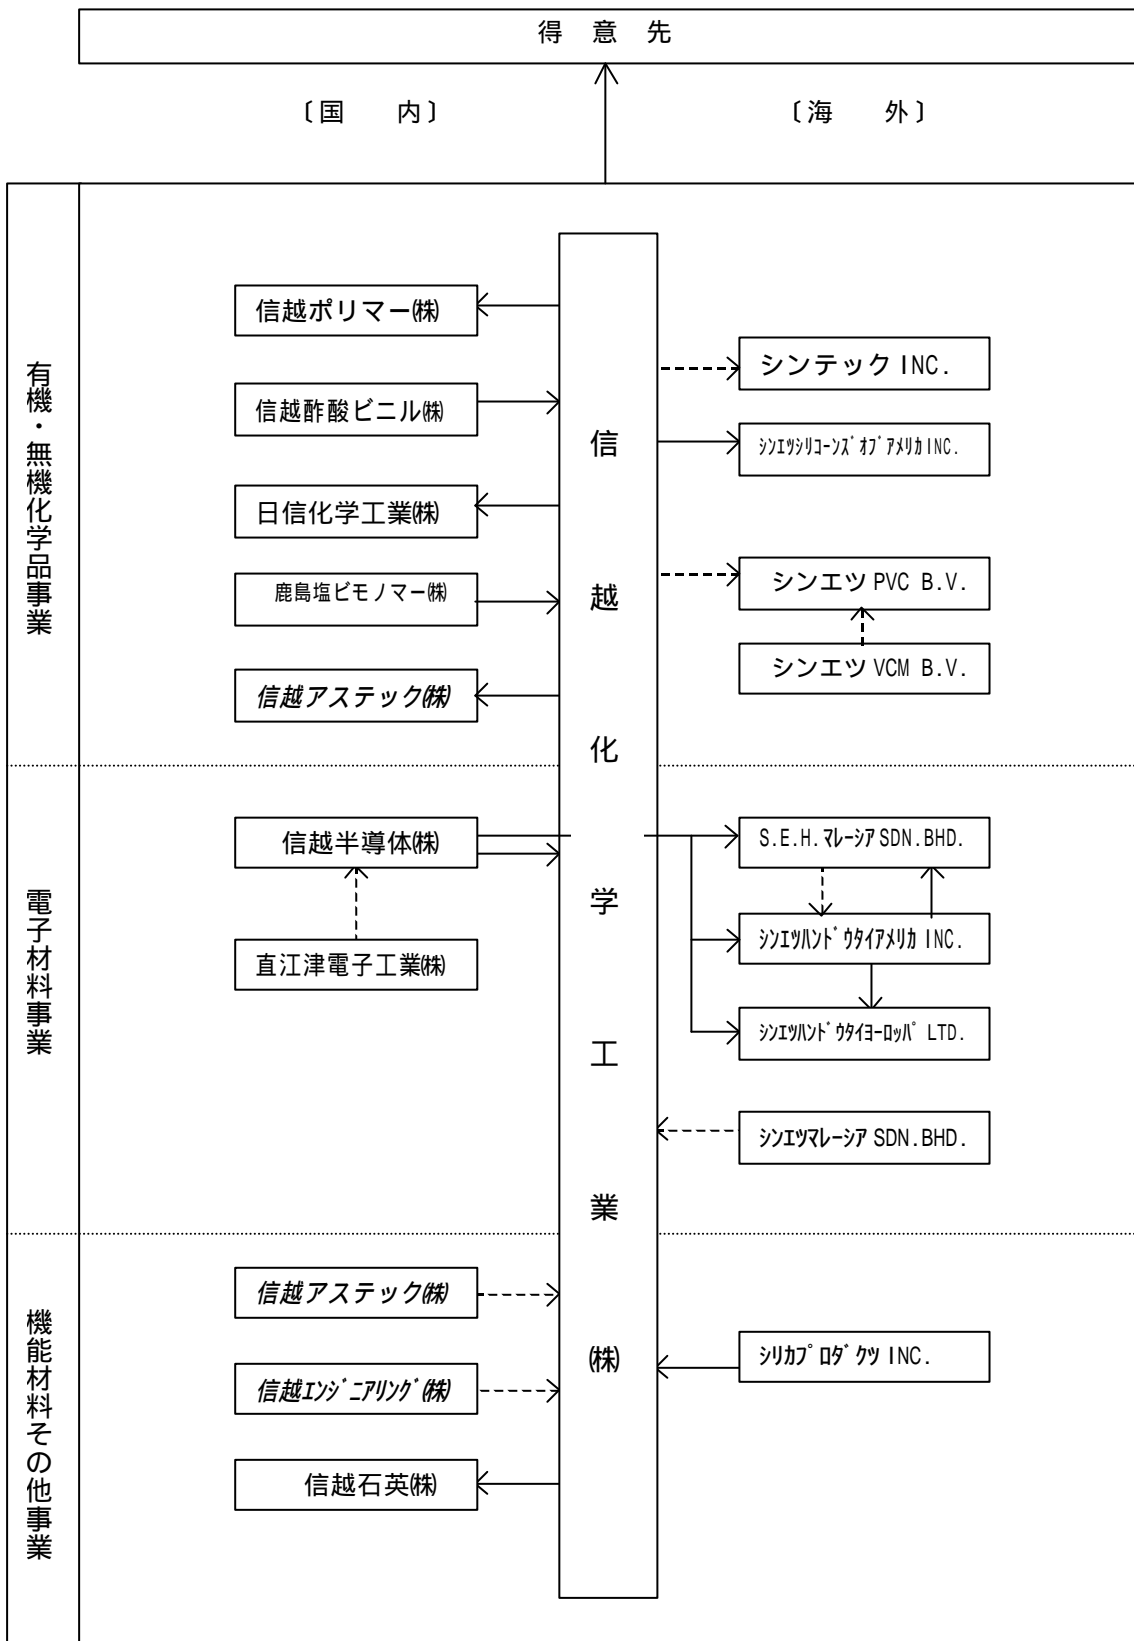 得意先
〔国　内〕
〔海　外〕
有機・無機化学品事業
信越ポリマー㈱
信越酢酸ビニル㈱
日信化学工業㈱
鹿島塩ビモノマー㈱
信越アステック㈱
信越化学工業㈱
シンテック INC.
ｼﾝｴﾂｼﾘｺｰﾝｽﾞｵﾌﾞｱﾒﾘｶ INC.
シンエツ PVC B.V.
シンエツ VCM B.V.
電子材料事業
信越半導体㈱
直江津電子工業㈱
S.E.H.ﾏﾚｰｼｱ SDN.BHD.
ｼﾝｴﾂﾊﾝﾄﾞｳﾀｲｱﾒﾘｶ INC.
ｼﾝｴﾂﾊﾝﾄﾞｳﾀｲﾖｰﾛｯﾊﾟ LTD.
ｼﾝｴﾂﾏﾚｰｼｱ SDN.BHD.
機能材料その他事業
信越アステック㈱
信越ｴﾝｼﾞﾆｱﾘﾝｸﾞ㈱
信越石英㈱
ｼﾘｶﾌﾟﾛﾀﾞｸﾂ INC.